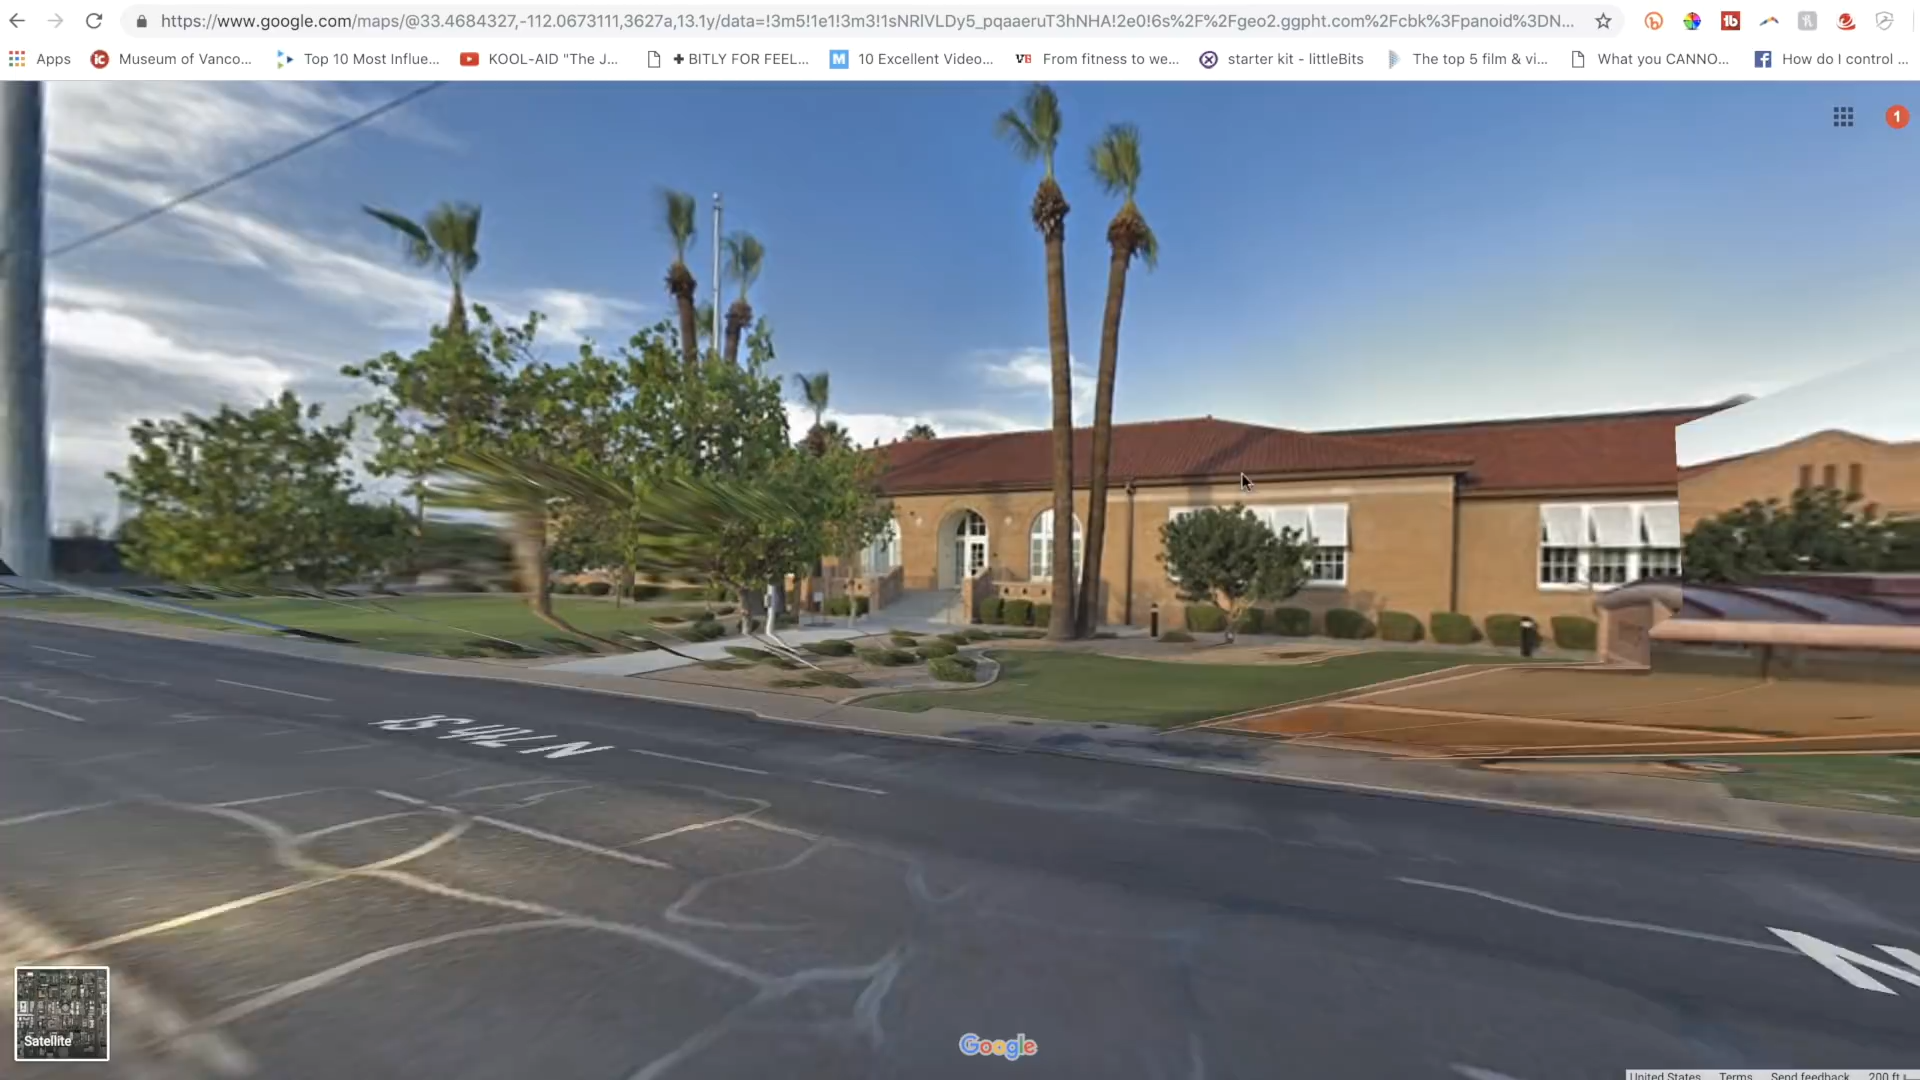 https://www.google.com/maps/@33.4684327,-112.0673111,3627a,13.1y/data=!3m5!1e1!3m3!1sNRlVLDy5_pqaaeruT3hNHA!2e0!6s%2F%2Fgeo2.ggpht.com%2Fcbk%3Fpanoid%3DN...
Apps Museum of Vanco... Top 10 Most Influe... KOOL-AID "The J... + BITLY FOR FEEL... M 10 Excellent Video... From fitness to we... starter kit - littleBits The top 5 film & vi... What you CANNO... How do I control ...
1
N 7th St
N
Satellite
Google
United States Terms Send feedback 200 ft